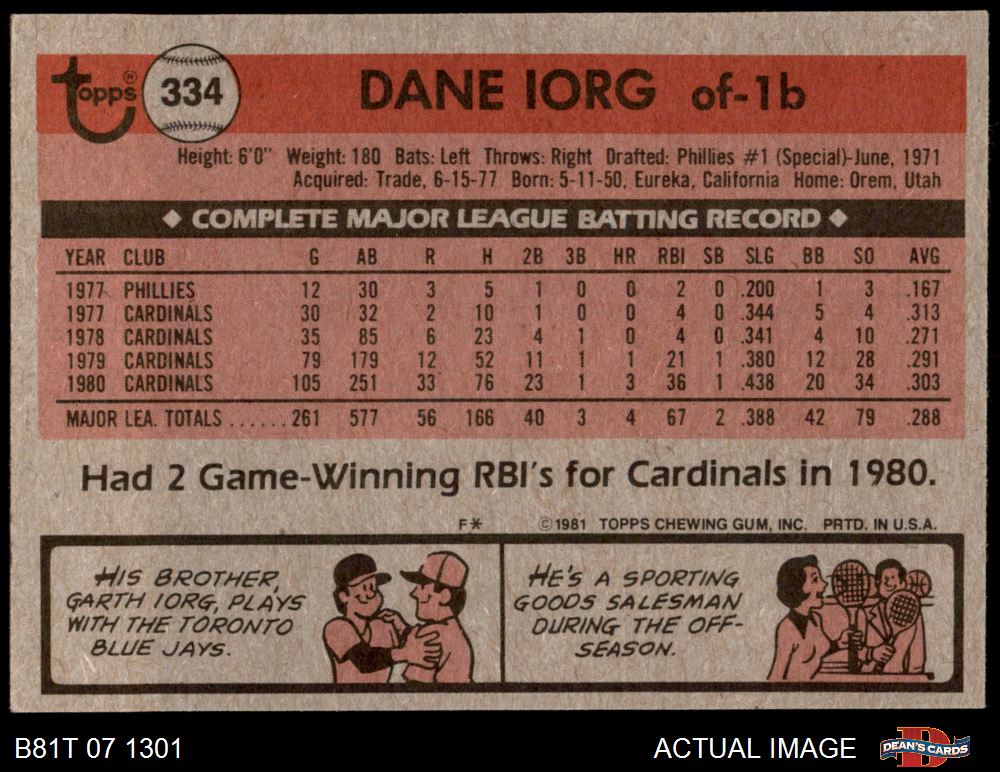 topps® 334 DANE IORG of-1b
Height: 6'0" Weight: 180 Bats: Left Throws: Right Drafted: Phillies #1 (Special)-June, 1971
Acquired: Trade, 6-15-77 Born: 5-11-50, Eureka, California Home: Orem, Utah
◆ COMPLETE MAJOR LEAGUE BATTING RECORD ◆
YEAR CLUB G AB R H 2B 3B HR RBI SB SLG BB SO AVG
1977 PHILLIES 12 30 3 5 1 0 0 2 0 .200 1 3 .167
1977 CARDINALS 30 32 2 10 1 0 0 4 0 .344 5 4 .313
1978 CARDINALS 35 85 6 23 4 1 0 4 0 .341 4 10 .271
1979 CARDINALS 79 179 12 52 11 1 1 21 1 .380 12 28 .291
1980 CARDINALS 105 251 33 76 23 1 3 36 1 .438 20 34 .303
MAJOR LEA. TOTALS ......261 577 56 166 40 3 4 67 2 .388 42 79 .288
Had 2 Game-Winning RBI's for Cardinals in 1980.
F* ©1981 TOPPS CHEWING GUM, INC. PRTD. IN U.S.A.
HIS BROTHER,
GARTH IORG, PLAYS
WITH THE TORONTO
BLUE JAYS.
HE'S A SPORTING
GOODS SALESMAN
DURING THE OFF-
SEASON.
B81T 07 1301 ACTUAL IMAGE D DEAN'S CARDS